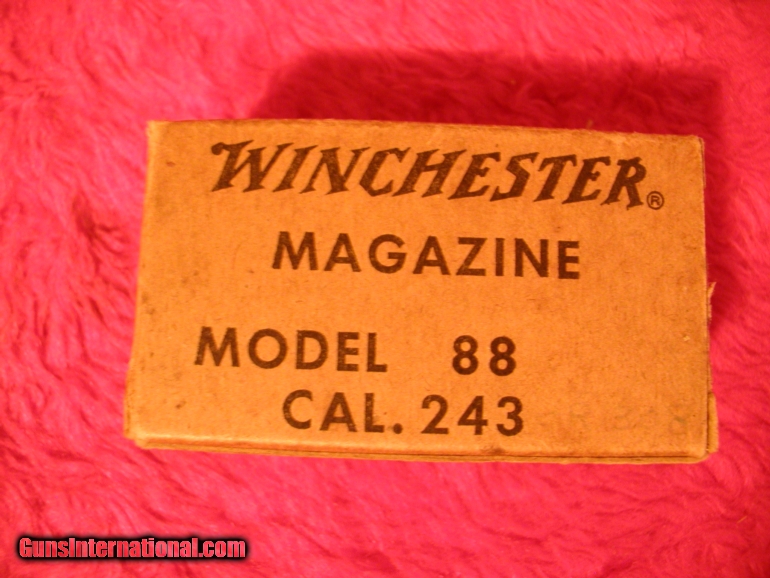 WINCHESTER®
MAGAZINE
MODEL 88
CAL. 243
GunsInternational.com